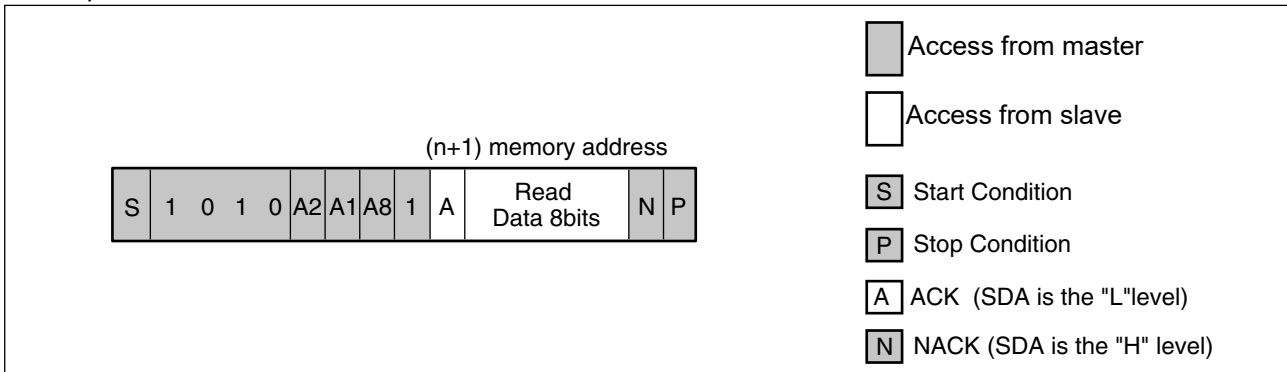 (n+1) memory address
S 1 0 1 0 A2 A1 A8 1 A Read Data 8bits N P
Access from master
Access from slave
S Start Condition
P Stop Condition
A ACK (SDA is the "L"level)
N NACK (SDA is the "H" level)